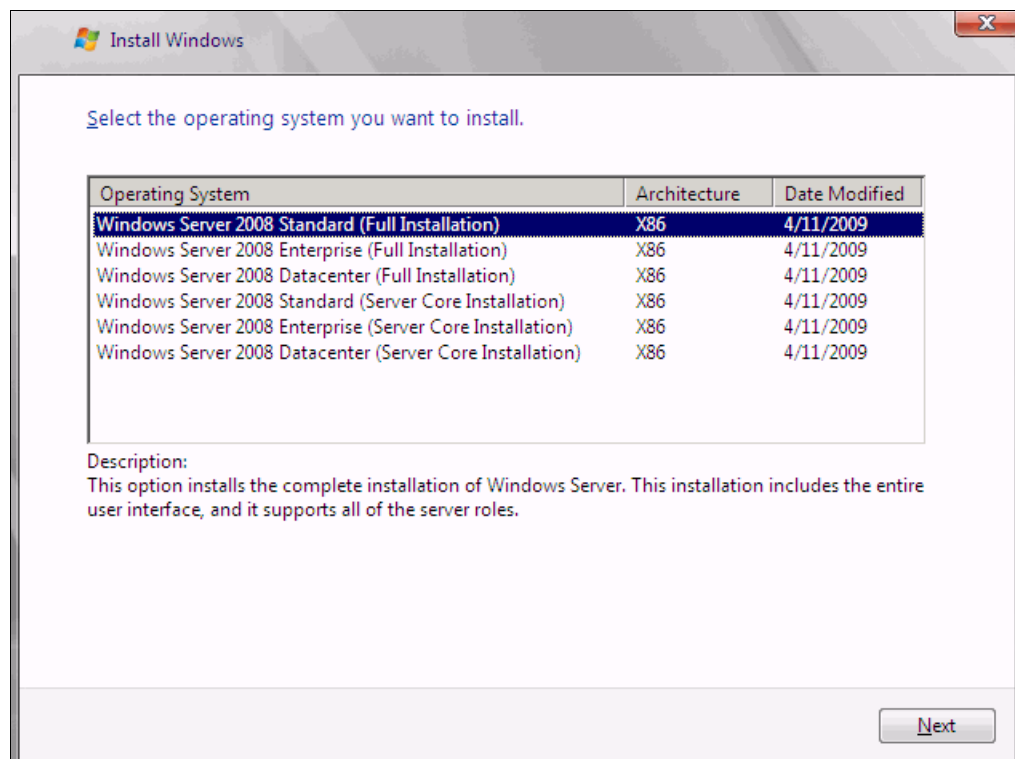 Install Windows
Select the operating system you want to install.
Operating System Architecture Date Modified
Windows Server 2008 Standard (Full Installation) X86 4/11/2009
Windows Server 2008 Enterprise (Full Installation) X86 4/11/2009
Windows Server 2008 Datacenter (Full Installation) X86 4/11/2009
Windows Server 2008 Standard (Server Core Installation) X86 4/11/2009
Windows Server 2008 Enterprise (Server Core Installation) X86 4/11/2009
Windows Server 2008 Datacenter (Server Core Installation) X86 4/11/2009
Description:
This option installs the complete installation of Windows Server. This installation includes the entire
user interface, and it supports all of the server roles.
Next